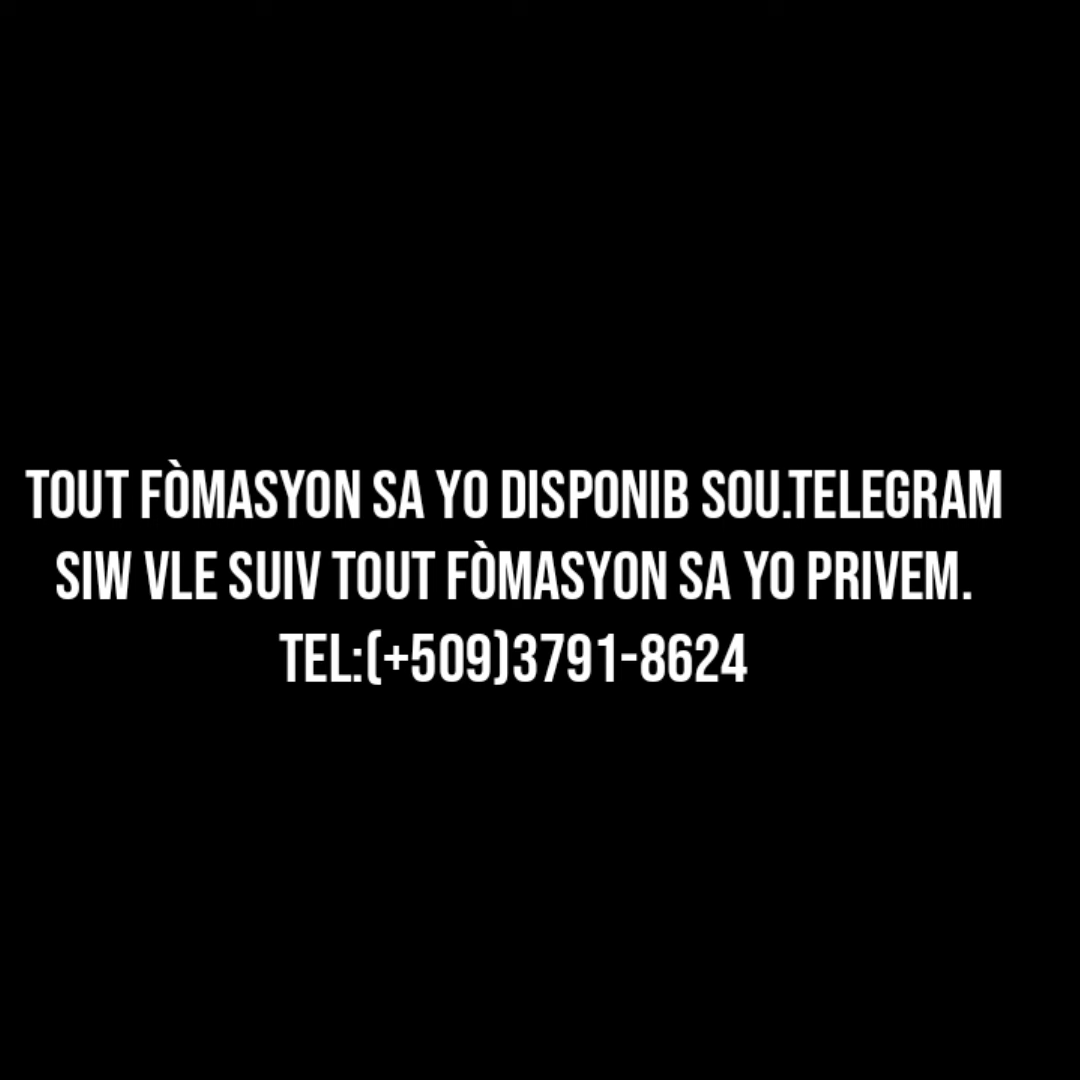 TOUT FÒMASYON SA YO DISPONIB SOU.TELEGRAM
SIW VLE SUIV TOUT FÒMASYON SA YO PRIVEM.
TEL:(+509)3791-8624